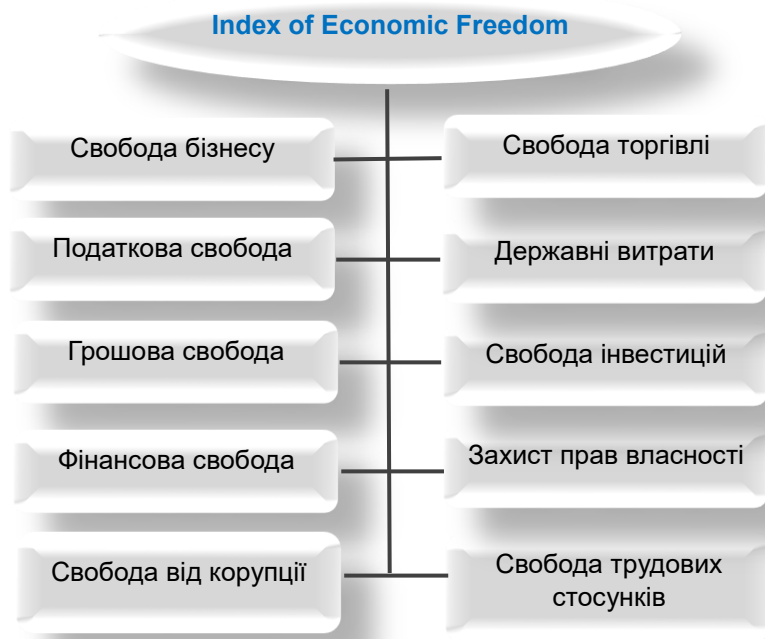 Index of Economic Freedom
Свобода бізнесу
Свобода торгівлі
Податкова свобода
Державні витрати
Грошова свобода
Свобода інвестицій
Фінансова свобода
Захист прав власності
Свобода від корупції
Свобода трудових
стосунків